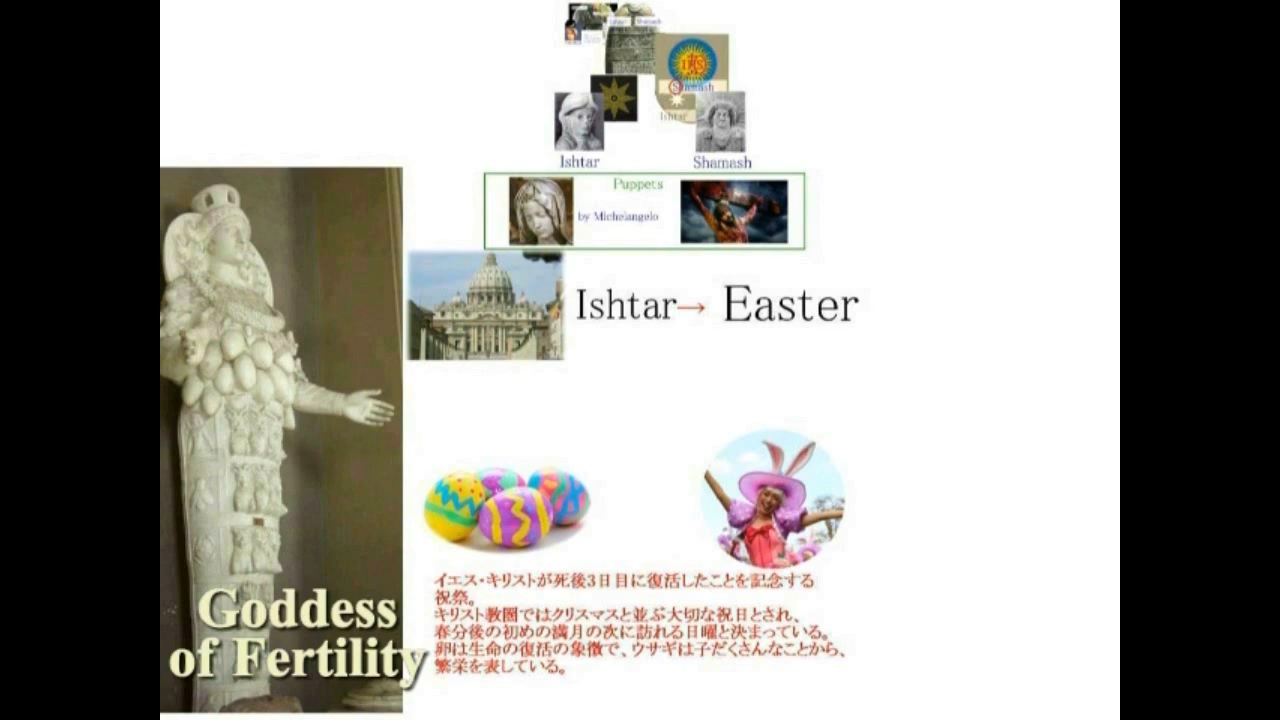 Ishtar
Shamash
IHS
Shamash
Ishtar
Ishtar
Shamash
Puppets
by Michelangelo
Ishtar→ Easter
イエス・キリストが死後3日目に復活したことを記念する
祝祭。
キリスト教圏ではクリスマスと並ぶ大切な祝日とされ、
春分後の初めの満月の次に訪れる日曜と決まっている。
卵は生命の復活の象徴で、ウサギは子だくさんなことから、
繁栄を表している。
Goddess
of Fertility